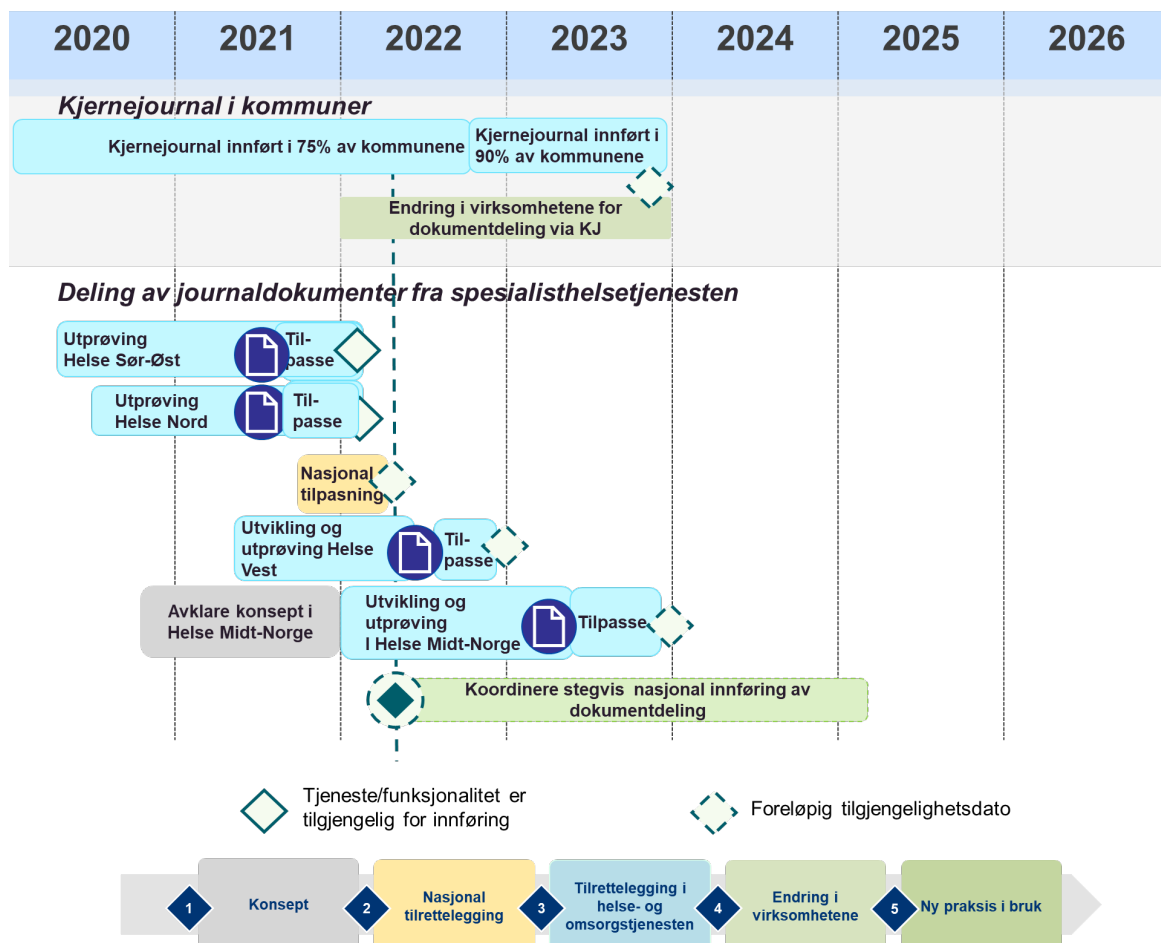 2020 2021 2022 2023 2024 2025 2026
Kjernejournal i kommuner
Kjernejournal innført i 75% av kommunene
Kjernejournal innført i
90% av kommunene
Endring i virksomhetene for
dokumentdeling via KJ
Deling av journaldokumenter fra spesialisthelsetjenesten
Utprøving
Helse Sør-Øst
Til-
passe
Utprøving
Helse Nord
Til-
passe
Nasjonal
tilpasning
Utvikling og
utprøving Helse
Vest
Til-
passe
Avklare konsept i
Helse Midt-Norge
Utvikling og
utprøving
I Helse Midt-Norge
Tilpasse
Koordinere stegvis nasjonal innføring av
dokumentdeling
Tjeneste/funksjonalitet er
tilgjengelig for innføring
Foreløpig tilgjengelighetsdato
1
Konsept
2
Nasjonal
tilrettelegging
3
Tilrettelegging i
helse- og
omsorgstjenesten
4
Endring i
virksomhetene
5
Ny praksis i bruk